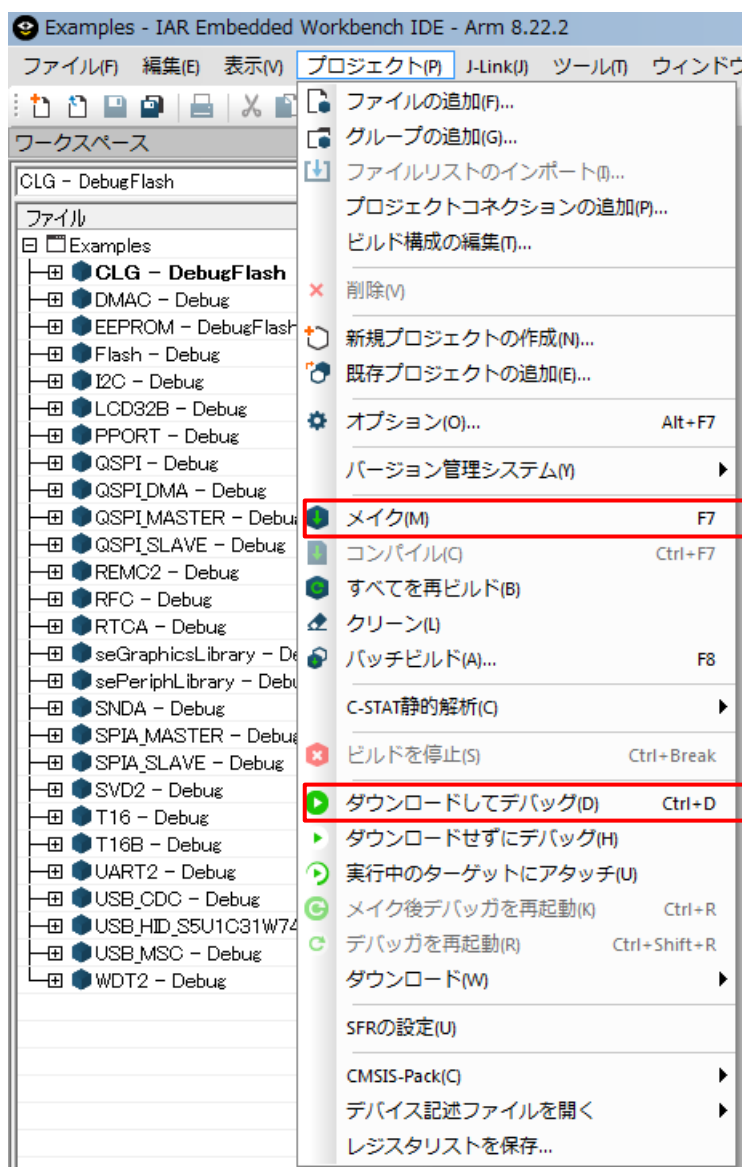 Examples - IAR Embedded Workbench IDE - Arm 8.22.2
ファイル(F) 編集(E) 表示(V) プロジェクト(P) J-Link(J) ツール(T) ウィンドウ
ワークスペース
CLG - DebugFlash
ファイル
Examples
CLG - DebugFlash
DMAC - Debug
EEPROM - DebugFlash
Flash - Debug
I2C - Debug
LCD32B - Debug
PPORT - Debug
QSPI - Debug
QSPI_DMA - Debug
QSPI_MASTER - Debu
QSPI_SLAVE - Debug
REMC2 - Debug
RFC - Debug
RTCA - Debug
seGraphicsLibrary - De
sePeriphLibrary - Debu
SNDA - Debug
SPIA_MASTER - Debug
SPIA_SLAVE - Debug
SVD2 - Debug
T16 - Debug
T16B - Debug
UART2 - Debug
USB_CDC - Debug
USB_HID_S5U1C31W74
USB_MSC - Debug
WDT2 - Debug
ファイルの追加(F)...
グループの追加(G)...
ファイルリストのインポート(I)...
プロジェクトコネクションの追加(P)...
ビルド構成の編集(T)...
削除(V)
新規プロジェクトの作成(N)...
既存プロジェクトの追加(E)...
オプション(O)... Alt+F7
バージョン管理システム(Y)
メイク(M) F7
コンパイル(C) Ctrl+F7
すべてを再ビルド(B)
クリーン(L)
バッチビルド(A)... F8
C-STAT静的解析(C)
ビルドを停止(S) Ctrl+Break
ダウンロードしてデバッグ(D) Ctrl+D
ダウンロードせずにデバッグ(H)
実行中のターゲットにアタッチ(U)
メイク後デバッガを再起動(K) Ctrl+R
デバッガを再起動(R) Ctrl+Shift+R
ダウンロード(W)
SFRの設定(U)
CMSIS-Pack(C)
デバイス記述ファイルを開く
レジスタリストを保存...